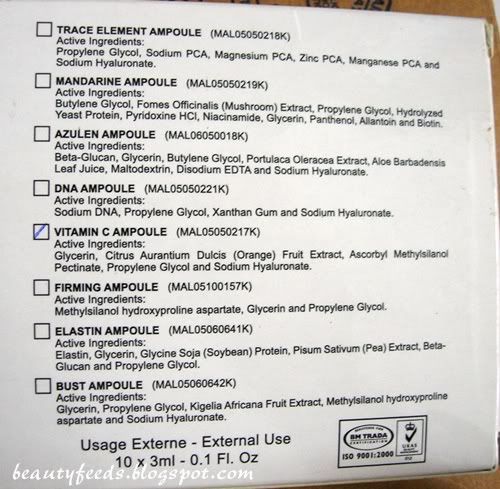 TRACE ELEMENT AMPOULE (MAL05050218K)
Active Ingredients:
Propylene Glycol, Sodium PCA, Magnesium PCA, Zinc PCA, Manganese PCA and
Sodium Hyaluronate.
MANDARINE AMPOULE (MAL05050219K)
Active Ingredients:
Butylene Glycol, Fomes Officinalis (Mushroom) Extract, Propylene Glycol, Hydrolyzed
Yeast Protein, Pyridoxine HCI, Niacinamide, Glycerin, Panthenol, Allantoin and Biotin.
AZULEN AMPOULE (MAL06050018K)
Active Ingredients:
Beta-Glucan, Glycerin, Butylene Glycol, Portulaca Oleracea Extract, Aloe Barbadensis
Leaf Juice, Maltodextrin, Disodium EDTA and Sodium Hyaluronate.
DNA AMPOULE (MAL05050221K)
Active Ingredients:
Sodium DNA, Propylene Glycol, Xanthan Gum and Sodium Hyaluronate.
VITAMIN C AMPOULE (MAL05050217K)
Active Ingredients:
Glycerin, Citrus Aurantium Dulcis (Orange) Fruit Extract, Ascorbyl Methylsilanol
Pectinate, Propylene Glycol and Sodium Hyaluronate.
FIRMING AMPOULE (MAL05100157K)
Active Ingredients:
Methylsilanol hydroxyproline aspartate, Glycerin and Propylene Glycol.
ELASTIN AMPOULE (MAL05060641K)
Active Ingredients:
Elastin, Glycerin, Glycine Soja (Soybean) Protein, Pisum Sativum (Pea) Extract, Beta-
Glucan and Propylene Glycol.
BUST AMPOULE (MAL05060642K)
Active Ingredients:
Glycerin, Propylene Glycol, Kigelia Africana Fruit Extract, Methylsilanol hydroxyproline
aspartate and Sodium Hyaluronate.
Usage Externe - External Use
10 x 3ml - 0.1 Fl. Oz
BM TRADA
UKAS
ISO 9001:2000
beautyfeeds.blogspot.com